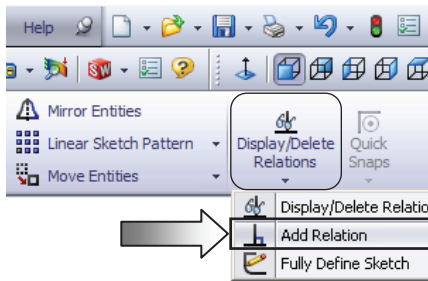 Help
Mirror Entities
Linear Sketch Pattern
Move Entities
Display/Delete
Relations
Quick
Snaps
Display/Delete Relatio
Add Relation
Fully Define Sketch